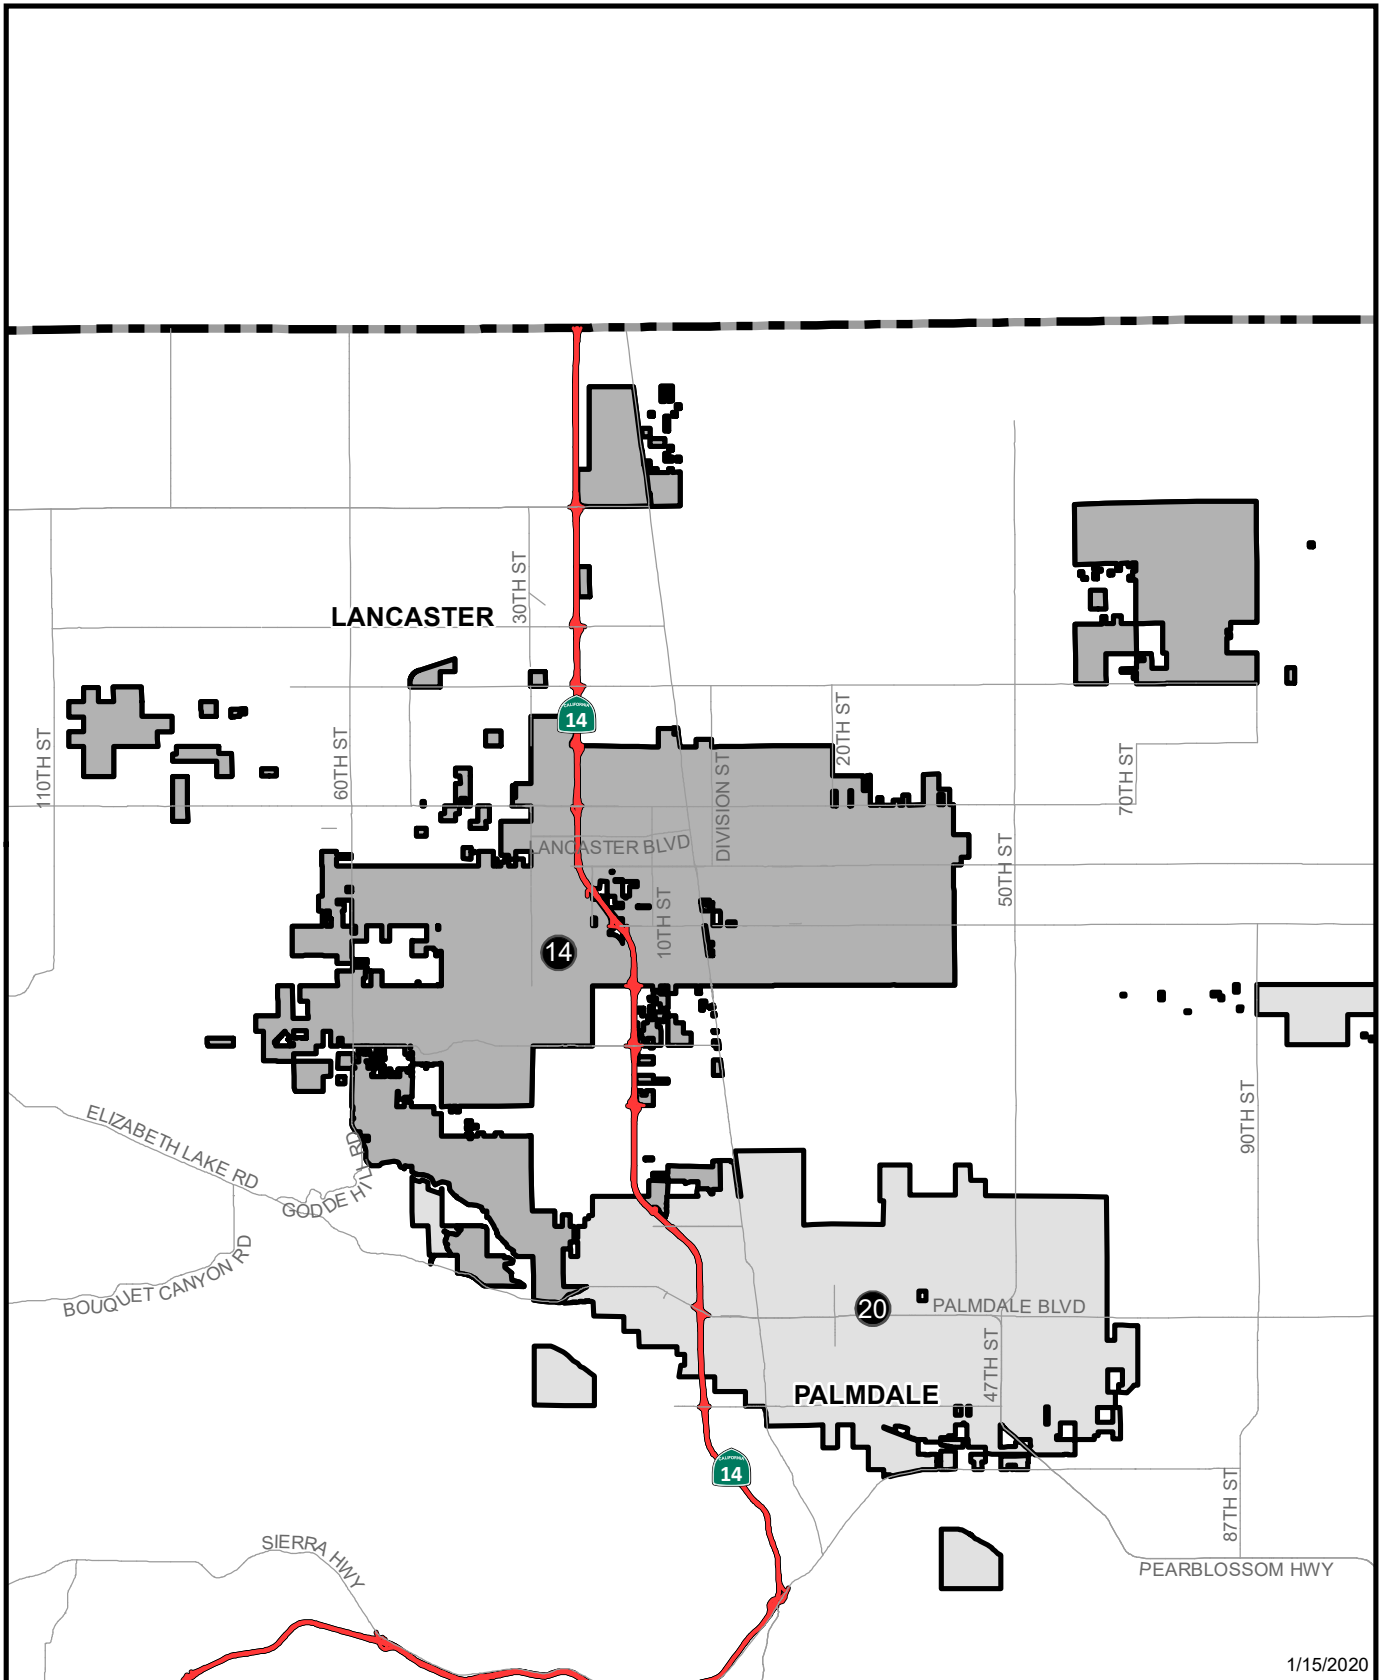 30TH ST
LANCASTER
CALIFORNIA
14
110TH ST
60TH ST
20TH ST
70TH ST
DIVISION ST
LANCASTER BLVD
50TH ST
10TH ST
14
90TH ST
ELIZABETH LAKE RD
GODDE HILL RD
BOUQUET CANYON RD
20
PALMDALE BLVD
47TH ST
PALMDALE
CALIFORNIA
14
87TH ST
SIERRA HWY
PEARBLOSSOM HWY
1/15/2020